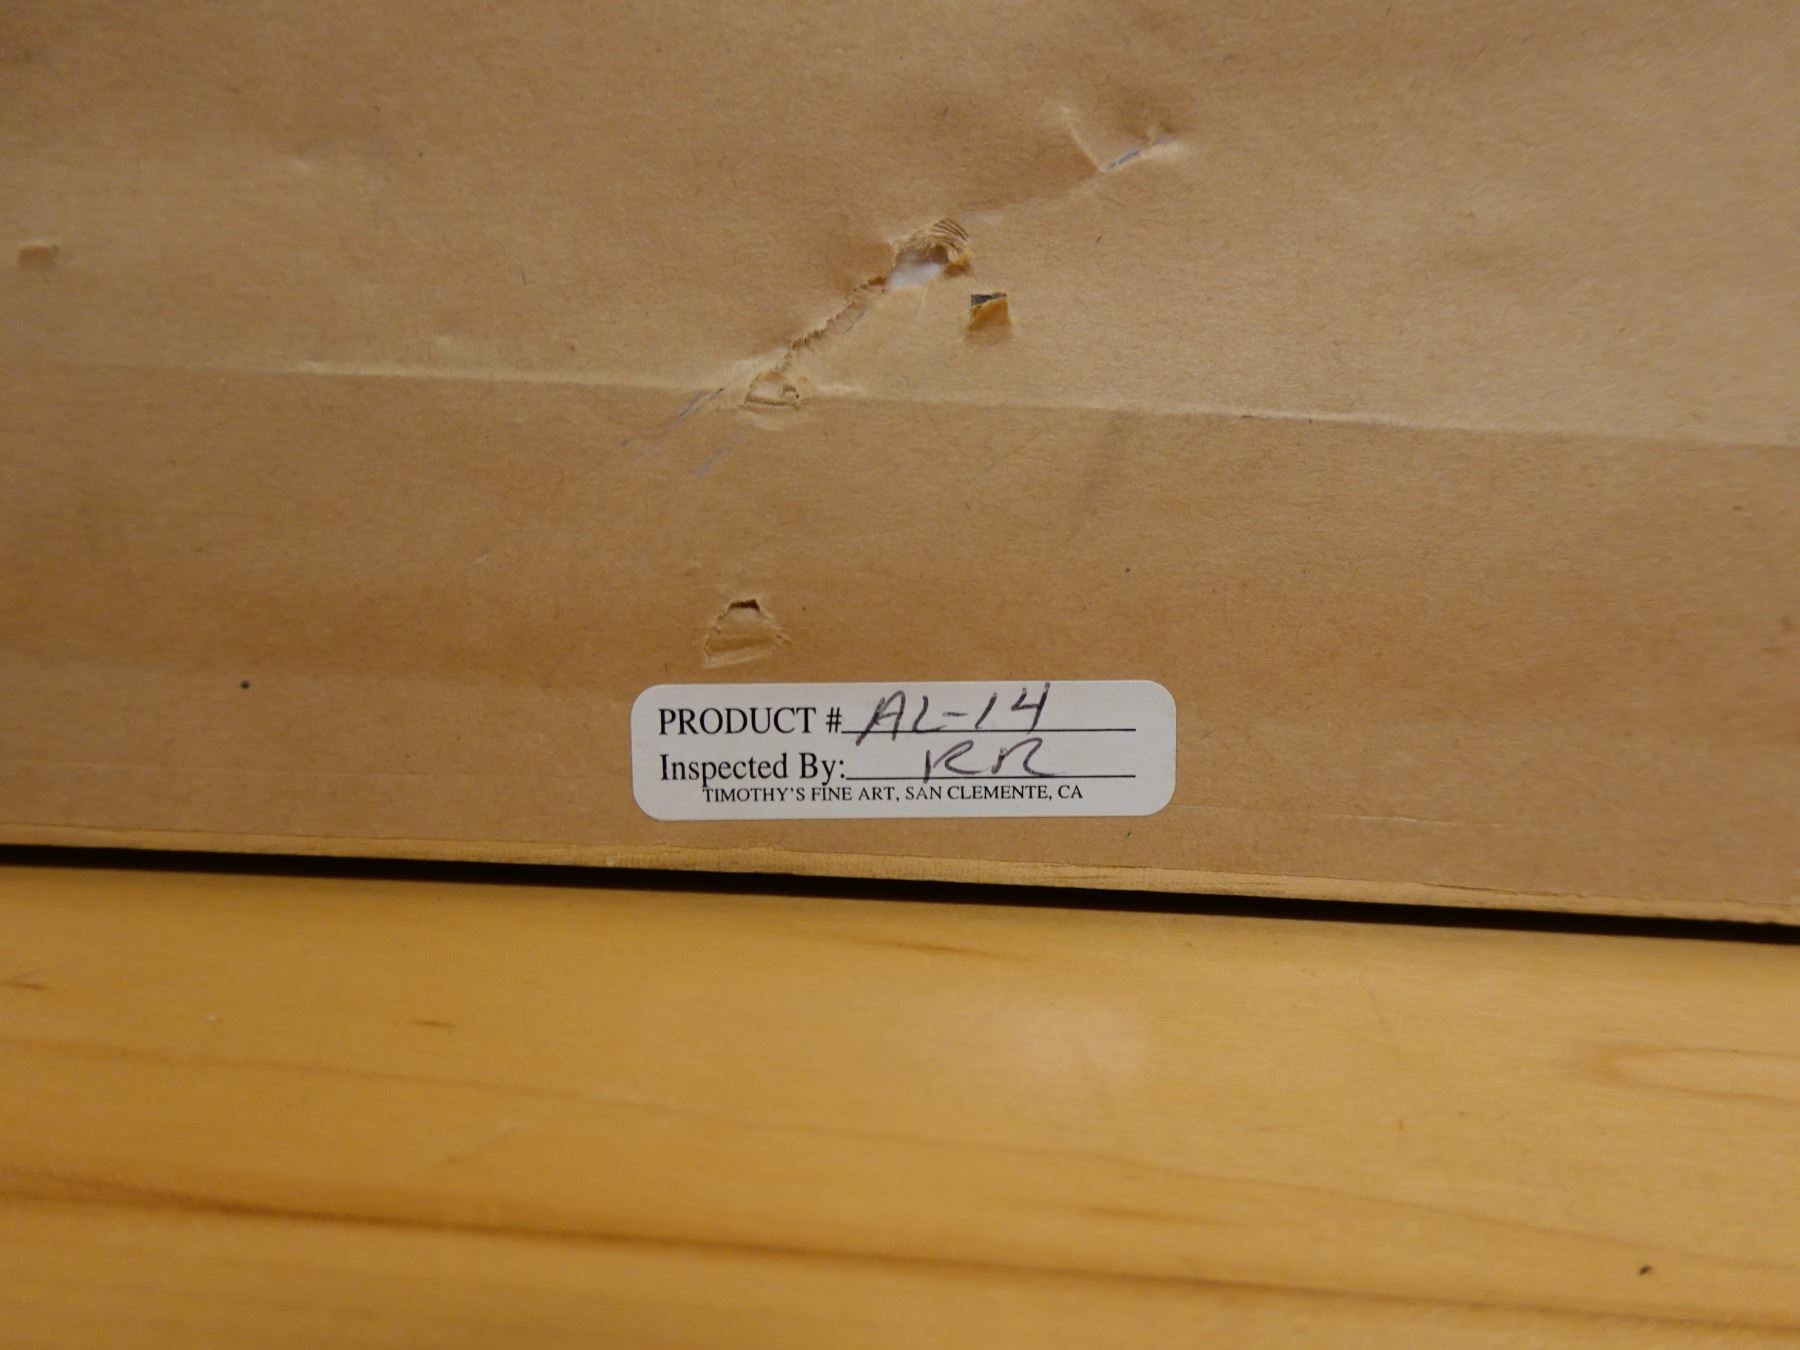 PRODUCT # AL-14
Inspected By: RR
TIMOTHY'S FINE ART, SAN CLEMENTE, CA